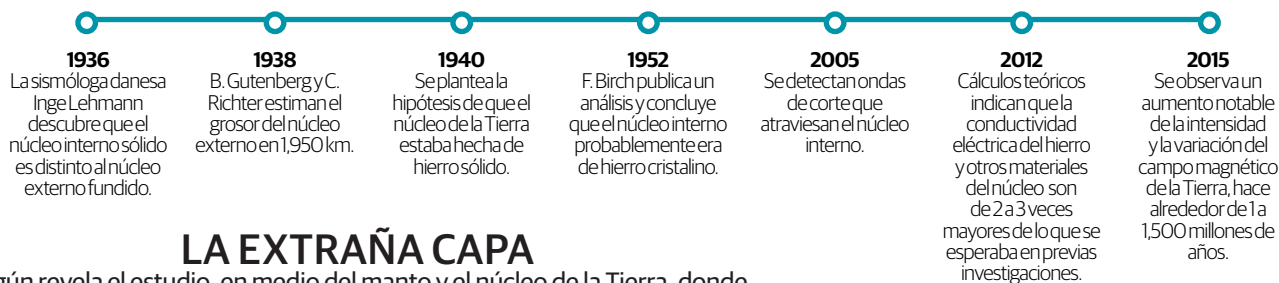 1936
La sismóloga danesa
Inge Lehmann
descubre que el
núcleo interno sólido
es distinto al núcleo
externo fundido.
1938
B. Gutenberg y C.
Richter estiman el
grosor del núcleo
externo en 1,950 km.
1940
Se plantea la
hipótesis de que el
núcleo de la Tierra
estaba hecha de
hierro sólido.
1952
F. Birch publica un
análisis y concluye
que el núcleo interno
probablemente era
de hierro cristalino.
2005
Se detectan ondas
de corte que
atraviesan el núcleo
interno.
2012
Cálculos teóricos
indican que la
conductividad
eléctrica del hierro
y otros materiales
del núcleo son
de 2 a 3 veces
mayores de lo que se
esperaba en previas
investigaciones.
2015
Se observa un
aumento notable
de la intensidad
y la variación del
campo magnético
de la Tierra, hace
alrededor de 1 a
1,500 millones de
años.
LA EXTRAÑA CAPA
gún revela el estudio, en medio del manto y el núcleo de la Tierra, donde